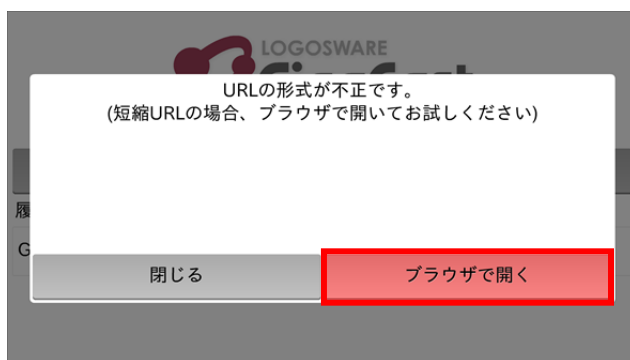 LOGOSWARE
URLの形式が不正です。
(短縮URLの場合、ブラウザで開いてお試しください)
履
G
閉じる
ブラウザで開く